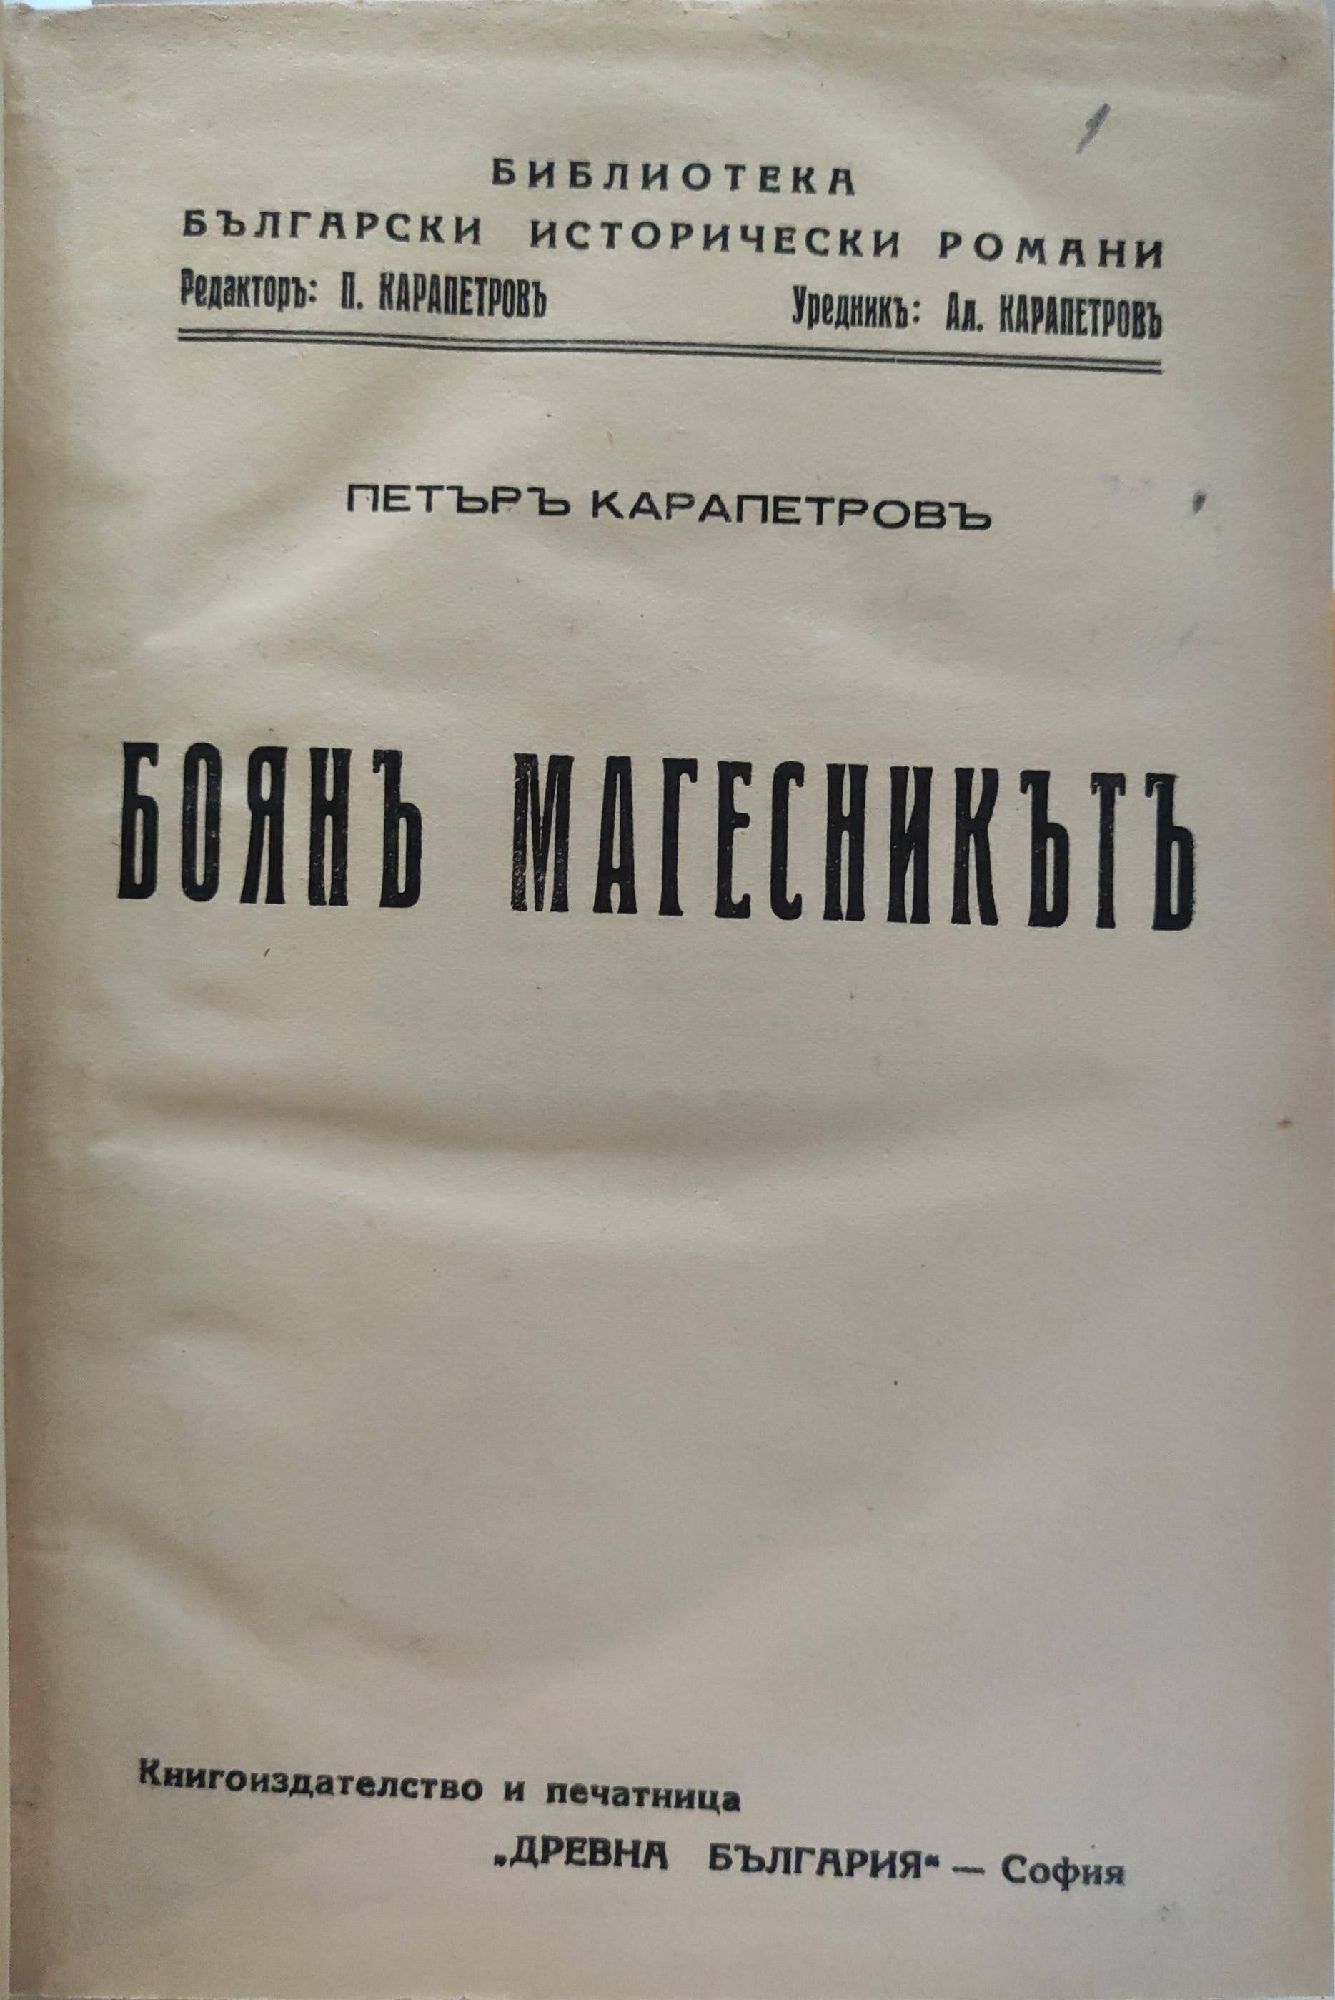 БИБЛИОТЕКА
БЪЛГАРСКИ ИСТОРИЧЕСКИ РОМАНИ
Редакторъ: П. КАРАПЕТРОВЪ Уредникъ: Ал. КАРАПЕТРОВЪ
ПЕТЪРЪ КАРАПЕТРОВЪ
БОЯНЪ МАГЕСНИКЪТЪ
Книгоиздателство и печатница
„ДРЕВНА БЪЛГАРИЯ“ — София